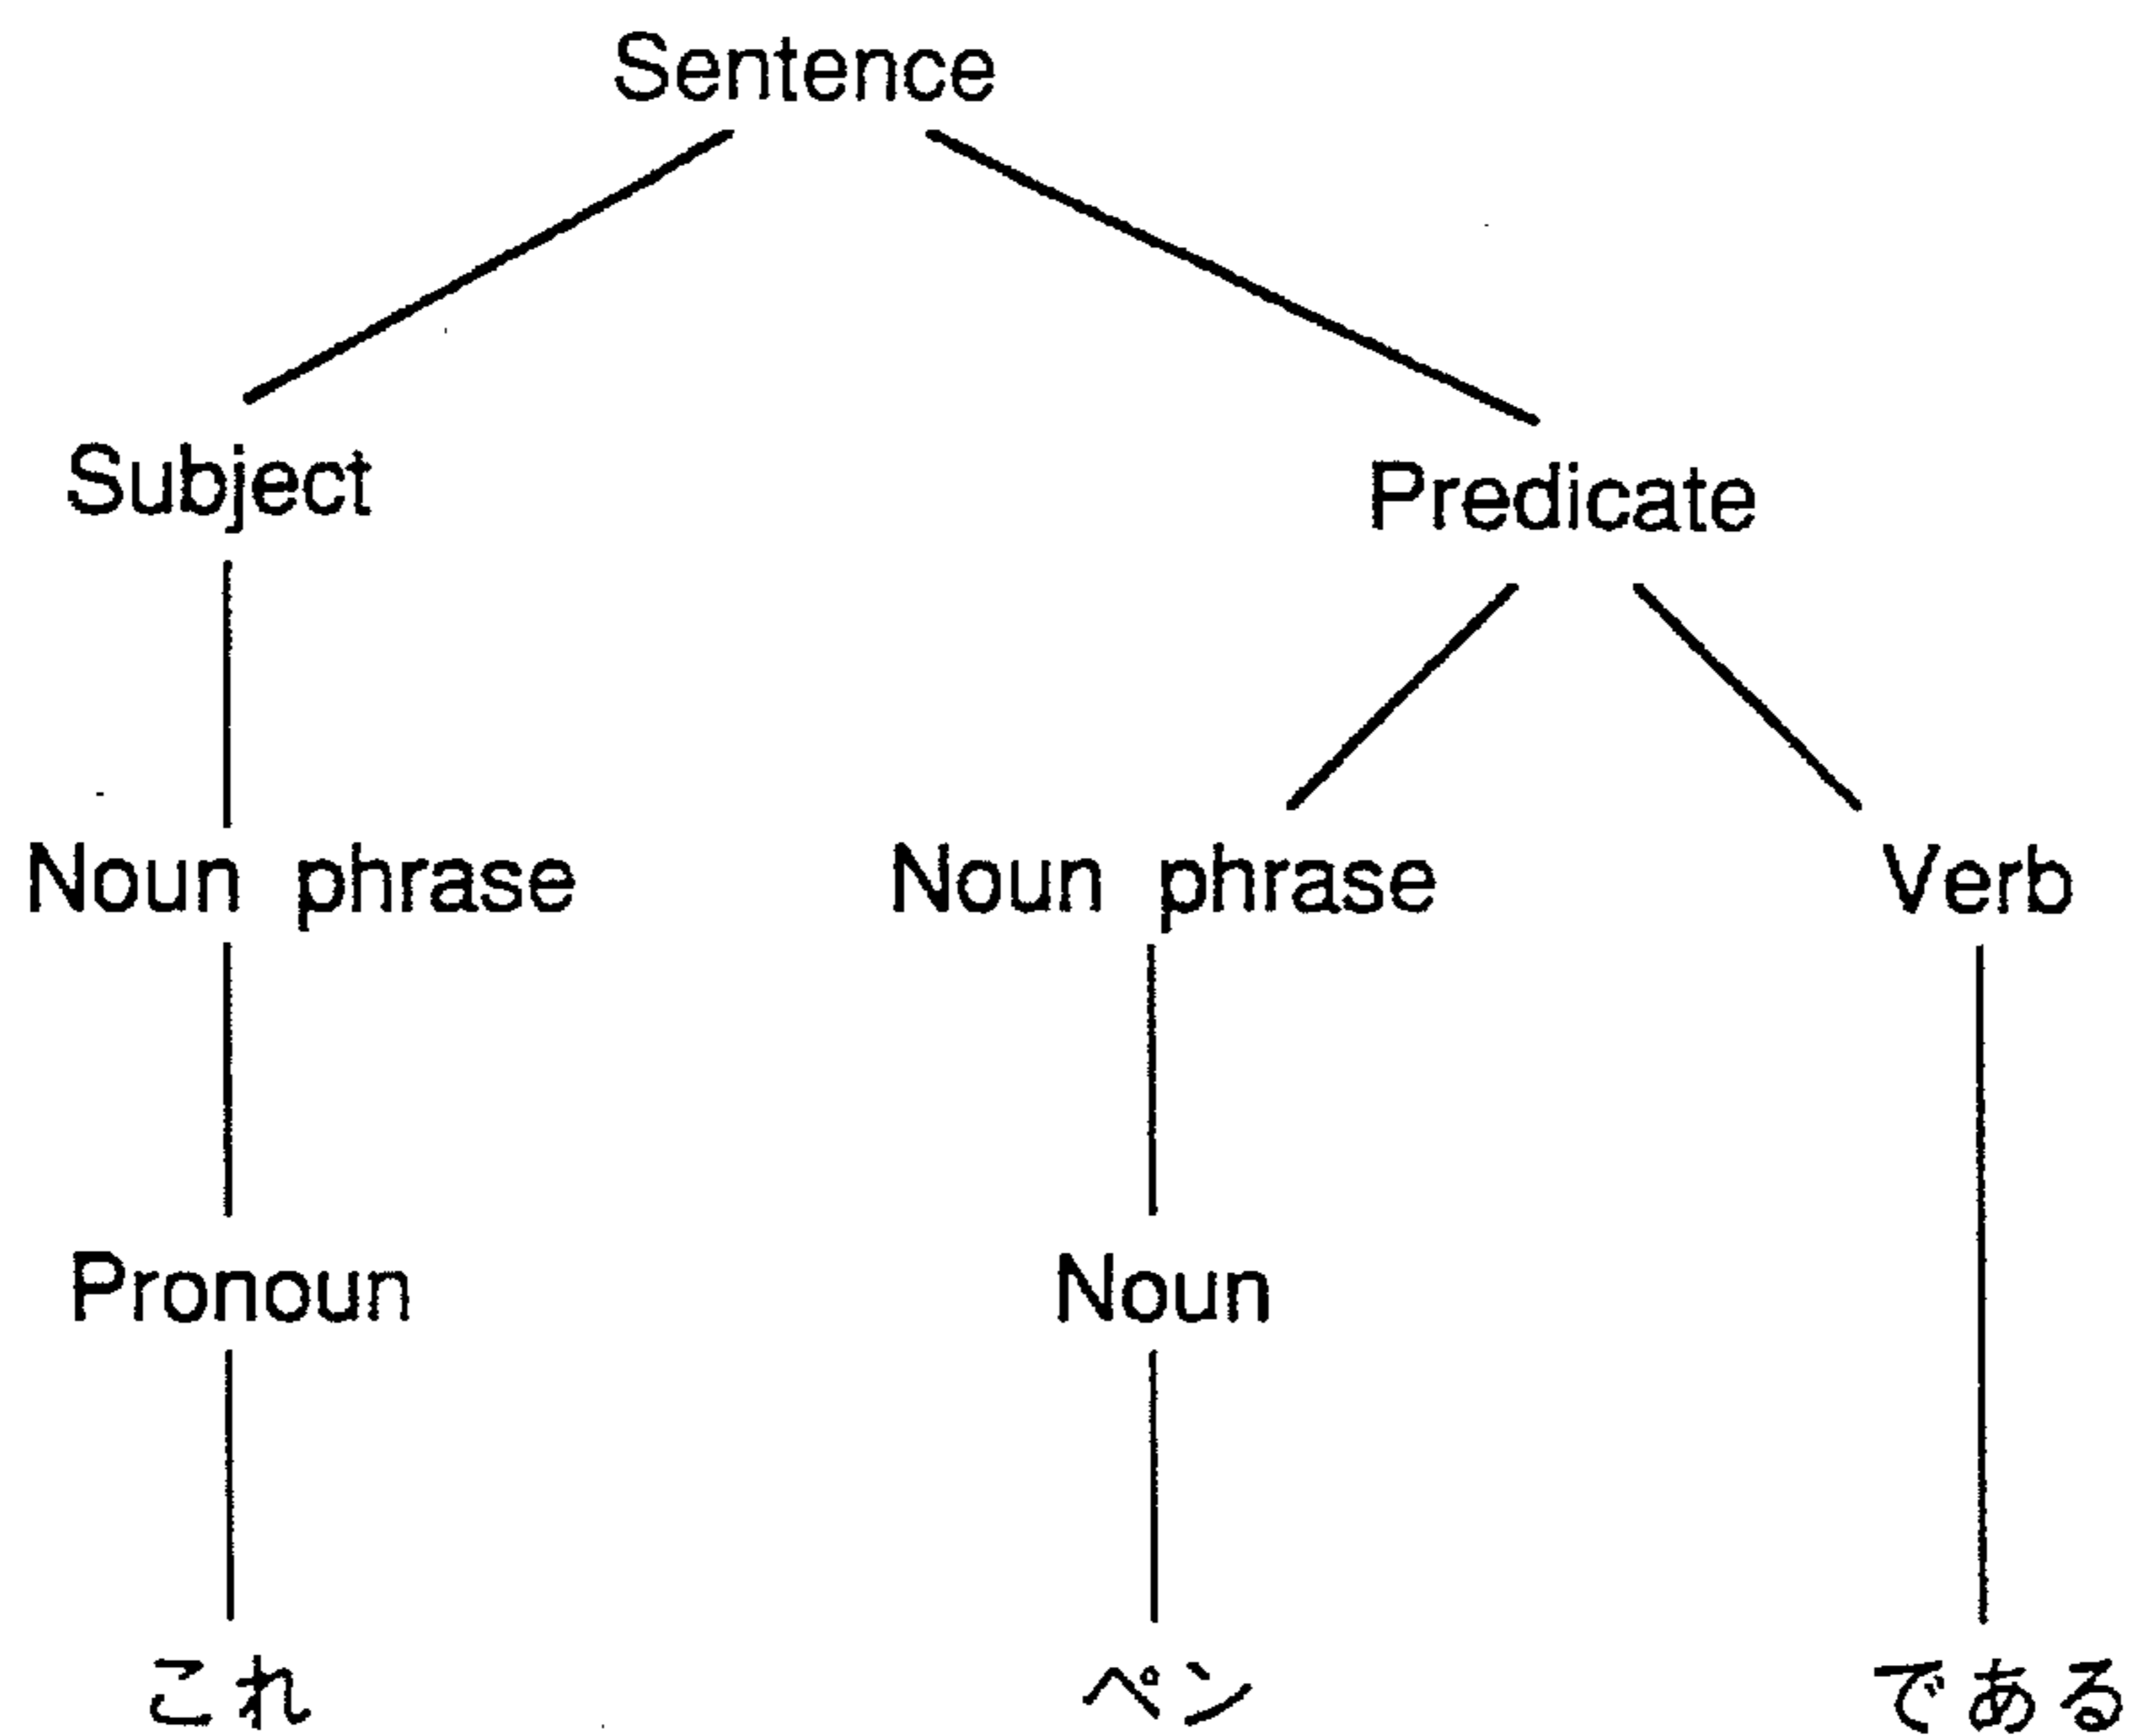 Sentence
Subject
Predicate
Noun phrase
Noun phrase
Verb
Pronoun
Noun
これ
ペン
である